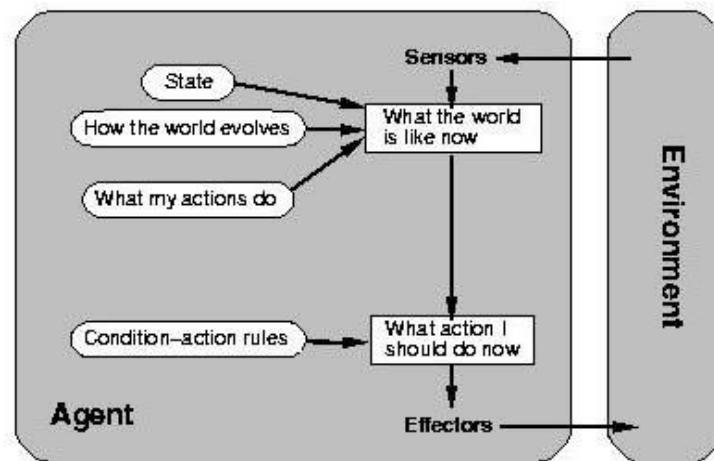 Sensors
State
What the world
is like now
How the world evolves
What my actions do
Environment
Condition–action rules
What action I
should do now
Agent
Effectors